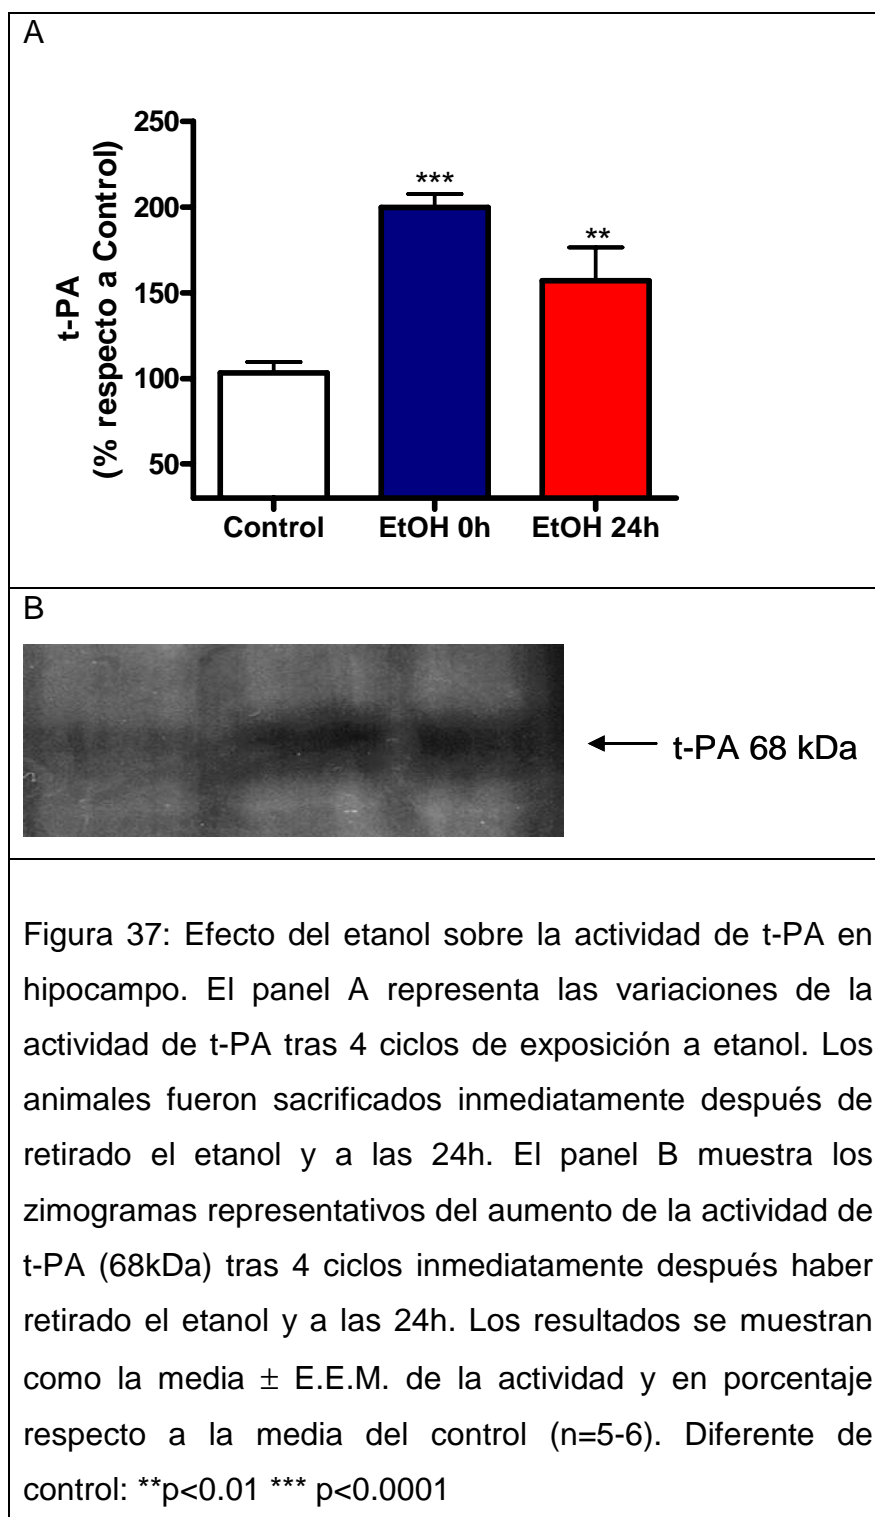 A
250
200
150
100
50
t-PA
(% respecto a Control)
***
**
Control EtOH 0h EtOH 24h
B
t-PA 68 kDa
Figura 37: Efecto del etanol sobre la actividad de t-PA en
hipocampo. El panel A representa las variaciones de la
actividad de t-PA tras 4 ciclos de exposición a etanol. Los
animales fueron sacrificados inmediatamente después de
retirado el etanol y a las 24h. El panel B muestra los
zimogramas representativos del aumento de la actividad de
t-PA (68kDa) tras 4 ciclos inmediatamente después haber
retirado el etanol y a las 24h. Los resultados se muestran
como la media ± E.E.M. de la actividad y en porcentaje
respecto a la media del control (n=5-6). Diferente de
control: **p<0.01 *** p<0.0001